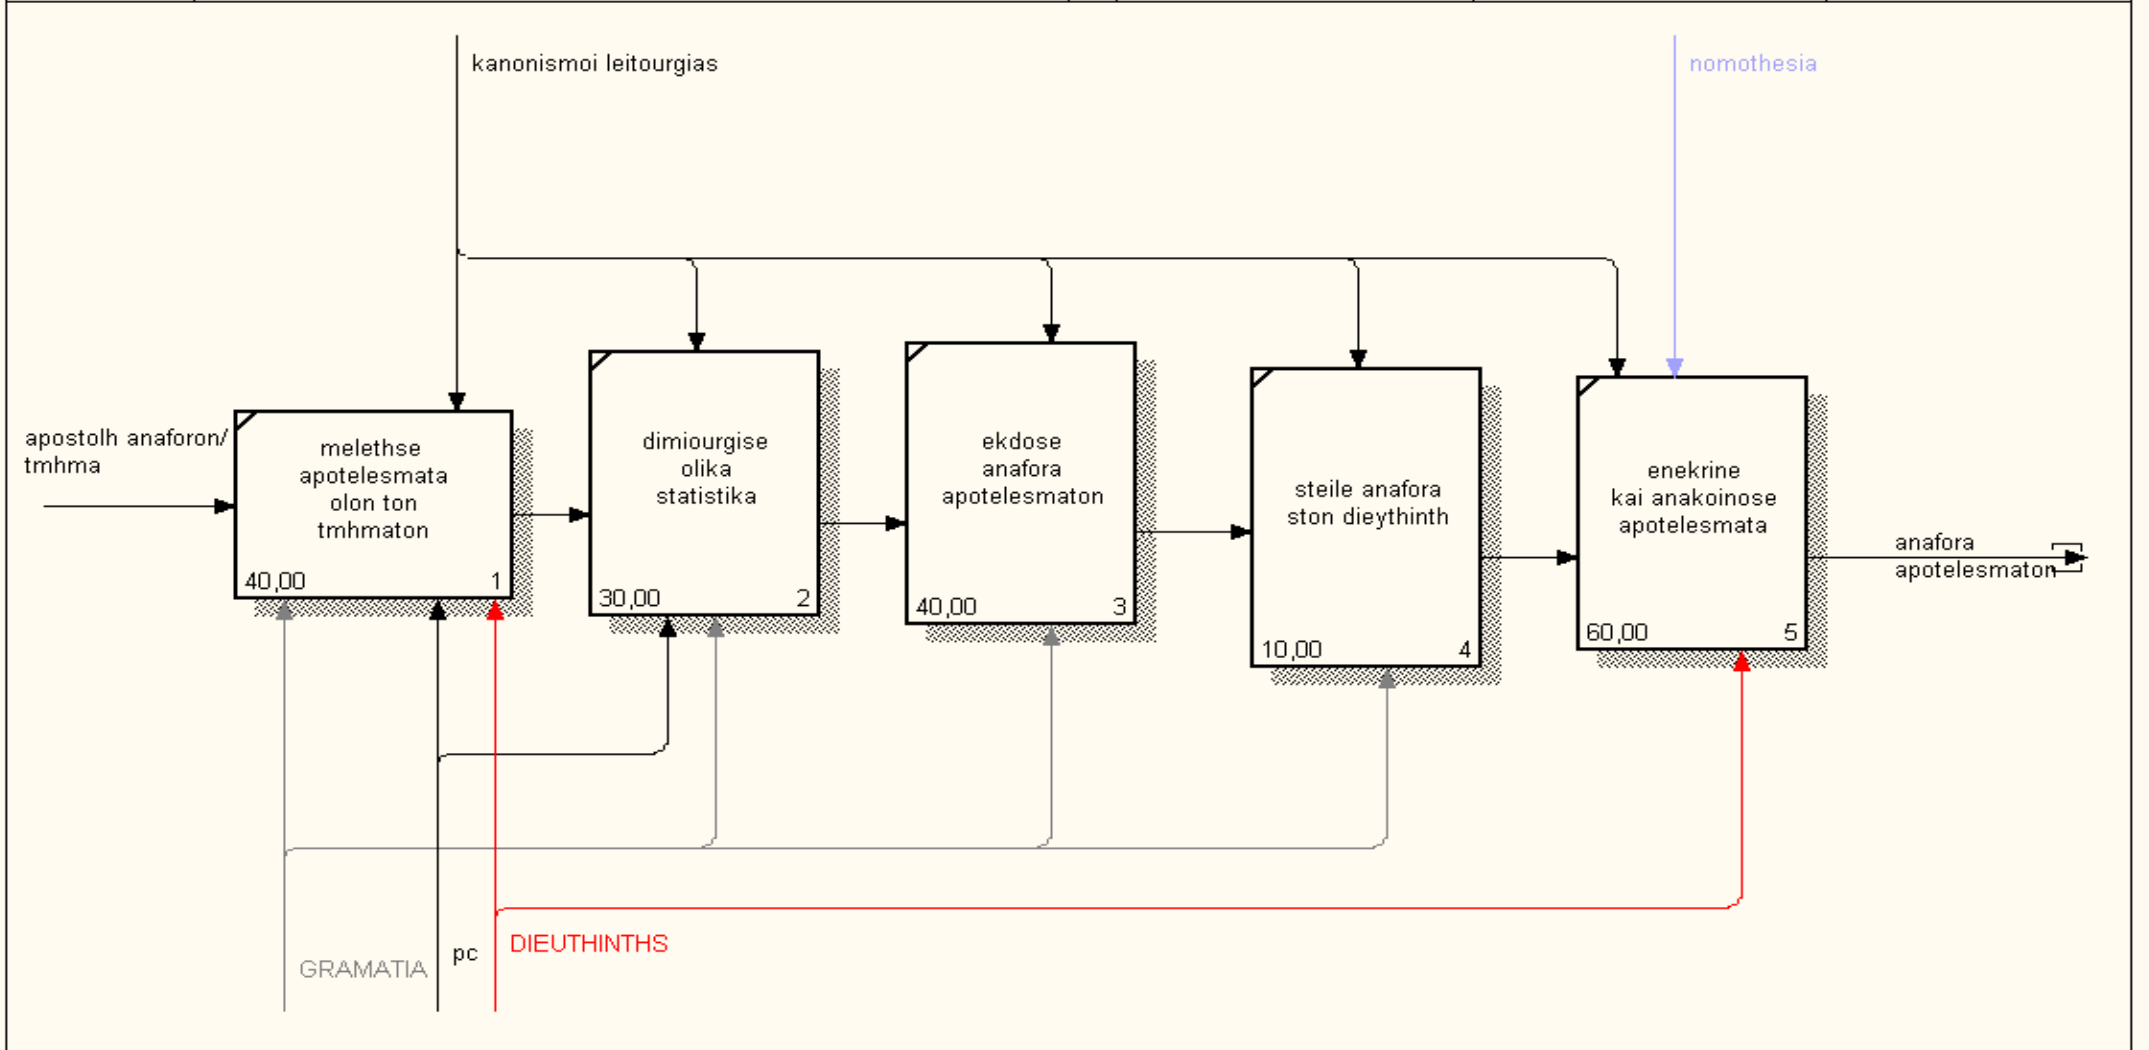 kanonismoi leitourgias
nomothesia
apostolh anaforon/
tmhma
melethse
apotelesmata
olon ton
tmhmaton
40,00 1
dimiourgise
olika
statistika
30,00 2
ekdose
anafora
apotelesmaton
40,00 3
steile anafora
ston dieythinth
10,00 4
enekrine
kai anakoinose
apotelesmata
60,00 5
anafora
apotelesmaton
GRAMATIA
pc
DIEUTHINTHS